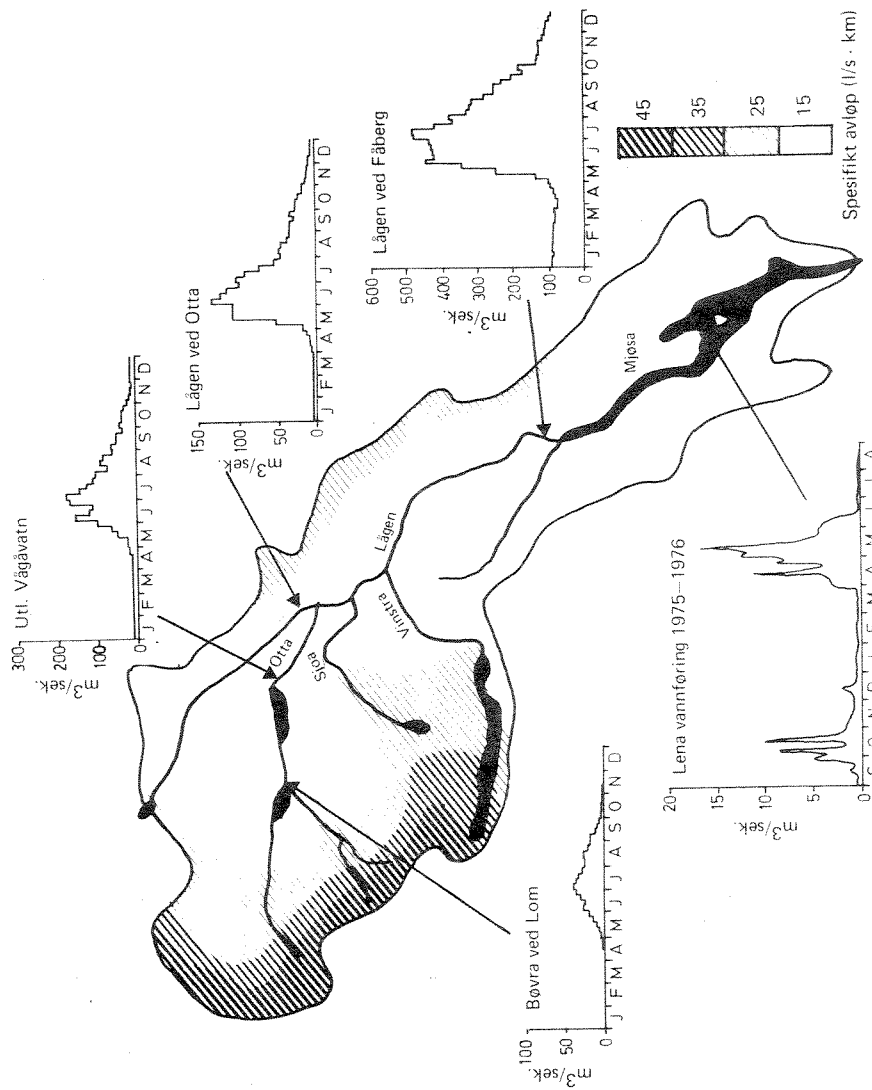 Utl. Vågåvatn
300
200
100
0
m3/sek.
J F M A M J J A S O N D
Lågen ved Otta
150
100
50
0
m3/sek.
J F M A M J J A S O N D
Lågen ved Fåberg
600
500
400
300
200
100
0
m3/sek.
J F M A M J J A S O N D
Otta
Sjoa
Vinstra
Lågen
Mjøsa
Bøvra ved Lom
100
50
0
m3/sek.
J F M A M J J A S O N D
Lena vannføring 1975–1976
20
15
10
5
0
m3/sek.
S O N D J F M A M J J A
45
35
25
15
Spesifikt avløp (l/s · km)